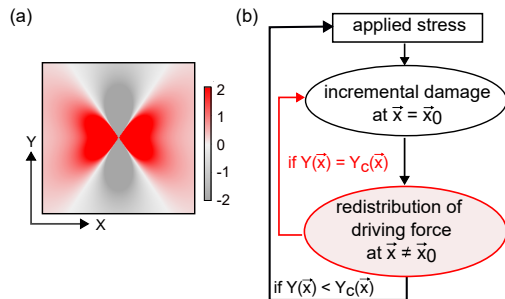 (a)
2
1
0
-1
-2
Y
X
(b)
applied stress
incremental damage
at x⃗ = x⃗0
if Y(x⃗) = Yc(x⃗)
redistribution of
driving force
at x⃗ ≠ x⃗0
if Y(x⃗) < Yc(x⃗)